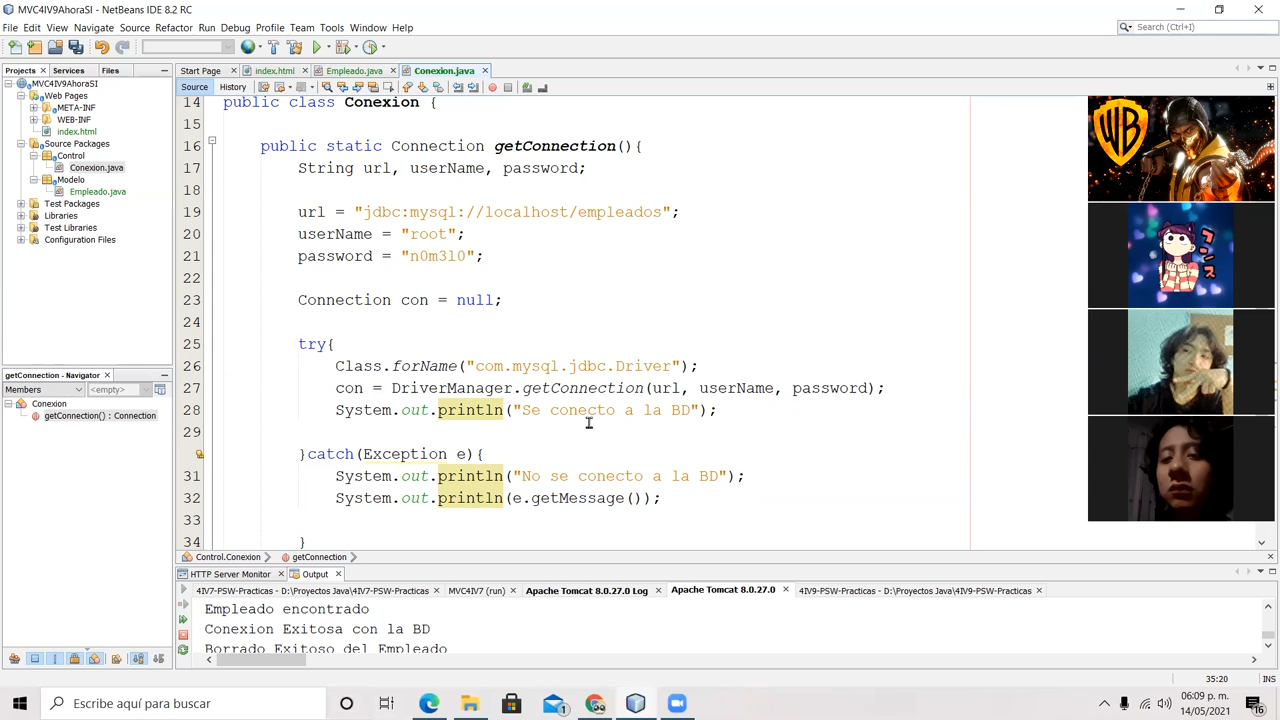 MVC4IV9AhoraSI - NetBeans IDE 8.2 RC
File Edit View Navigate Source Refactor Run Debug Profile Team Tools Window Help
Search (Ctrl+I)
Projects Services Files
Start Page index.html Empleado.java Conexion.java
Source History
MVC4IV9AhoraSI
Web Pages
META-INF
WEB-INF
index.html
Source Packages
Control
Conexion.java
Modelo
Empleado.java
Test Packages
Libraries
Test Libraries
Configuration Files
14 public class Conexion {
15
16 public static Connection getConnection(){
17 String url, userName, password;
18
19 url = "jdbc:mysql://localhost/empleados";
20 userName = "root";
21 password = "n0m3l0";
22
23 Connection con = null;
24
25 try{
26 Class.forName("com.mysql.jdbc.Driver");
27 con = DriverManager.getConnection(url, userName, password);
28 System.out.println("Se conecto a la BD");
29
}catch(Exception e){
31 System.out.println("No se conecto a la BD");
32 System.out.println(e.getMessage());
33
34 }
WB
getConnection - Navigator
Members <empty>
Conexion
getConnection() : Connection
Control.Conexion getConnection
HTTP Server Monitor Output
4IV7-PSW-Practicas - D:\Proyectos Java\4IV7-PSW-Practicas MVC4IV7 (run) Apache Tomcat 8.0.27.0 Log Apache Tomcat 8.0.27.0 4IV9-PSW-Practicas - D:\Proyectos Java\4IV9-PSW-Practicas
Empleado encontrado
Conexion Exitosa con la BD
Borrado Exitoso del Empleado
35:20 INS
Escribe aquí para buscar
06:09 p. m.
14/05/2021
16